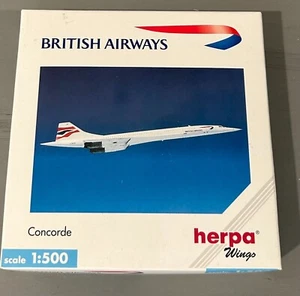 BRITISH AIRWAYS
Concorde
herpa
Wings
scale 1:500